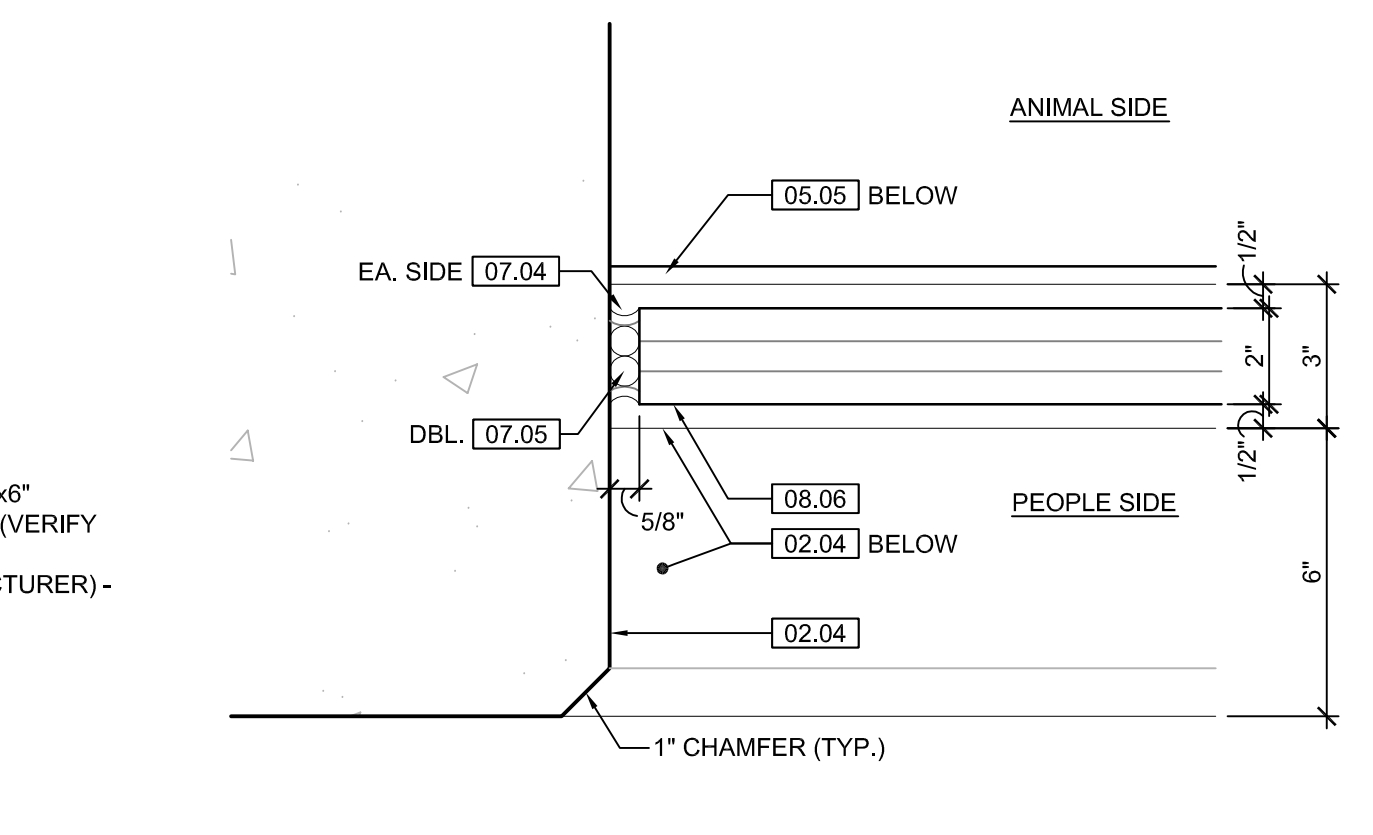 ANIMAL SIDE
05.05 BELOW
EA. SIDE 07.04
1/2"
2"
3"
1/2"
DBL. 07.05
x6"
(VERIFY
CTURER) -
5/8"
08.06
PEOPLE SIDE
02.04 BELOW
6"
02.04
1" CHAMFER (TYP.)